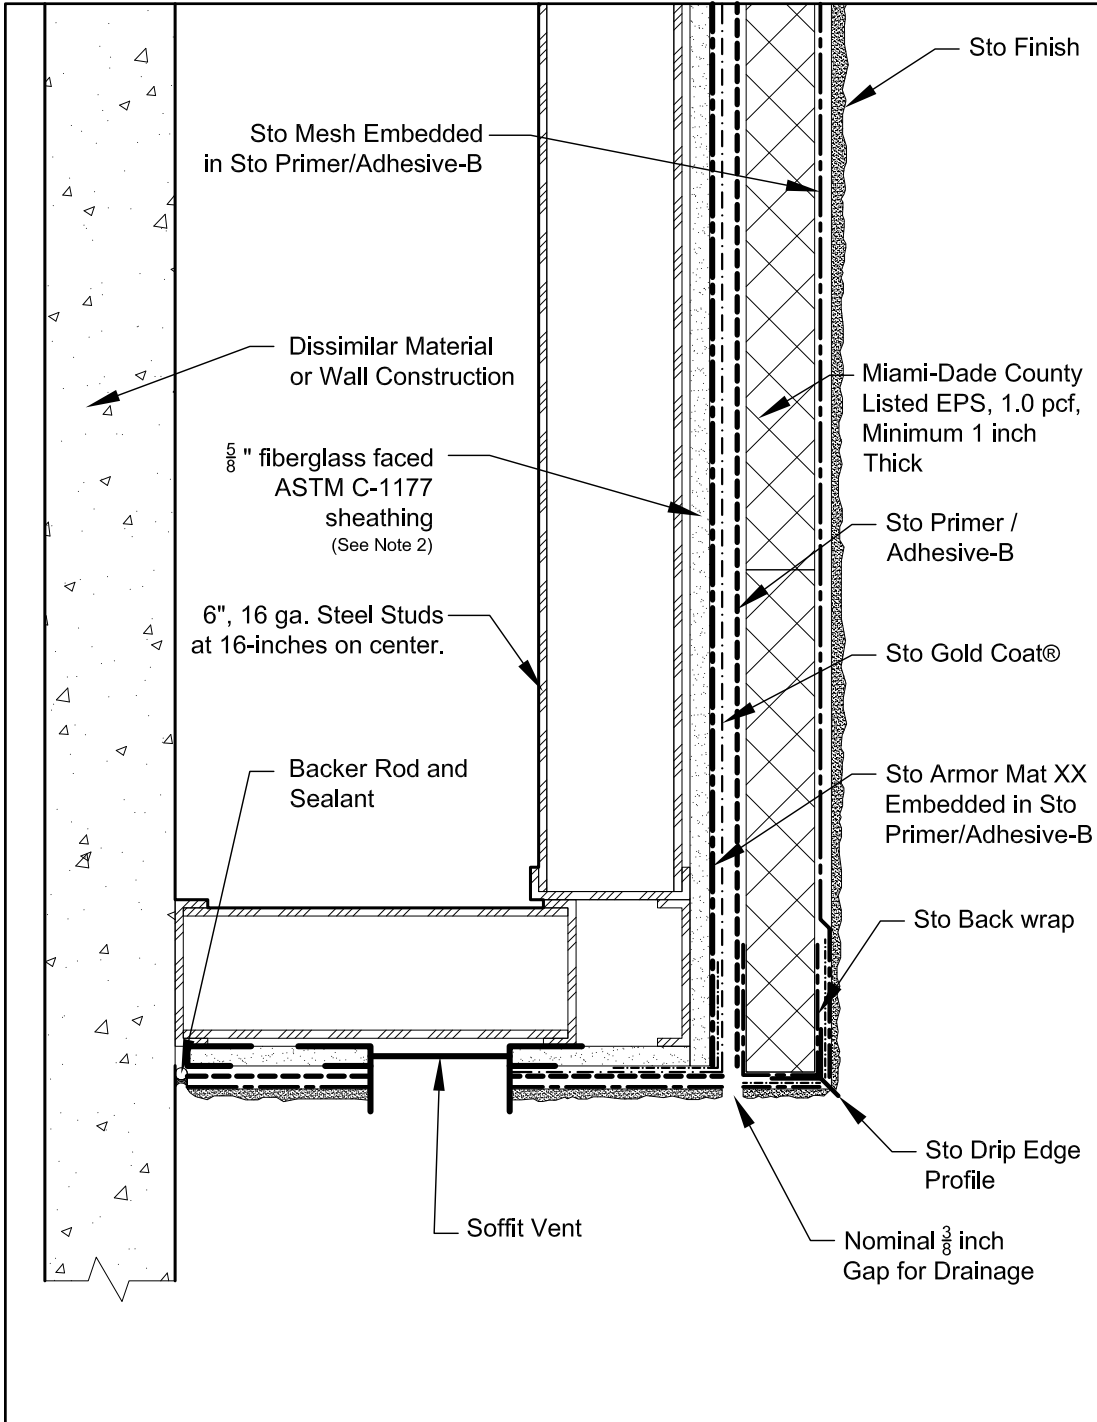 Sto Finish
Sto Mesh Embedded
in Sto Primer/Adhesive-B
Dissimilar Material
or Wall Construction
Miami-Dade County
Listed EPS, 1.0 pcf,
Minimum 1 inch
Thick
5/8 " fiberglass faced
ASTM C-1177
sheathing
(See Note 2)
Sto Primer /
Adhesive-B
6", 16 ga. Steel Studs
at 16-inches on center.
Sto Gold Coat®
Backer Rod and
Sealant
Sto Armor Mat XX
Embedded in Sto
Primer/Adhesive-B
Sto Back wrap
Sto Drip Edge
Profile
Soffit Vent
Nominal 3/8 inch
Gap for Drainage